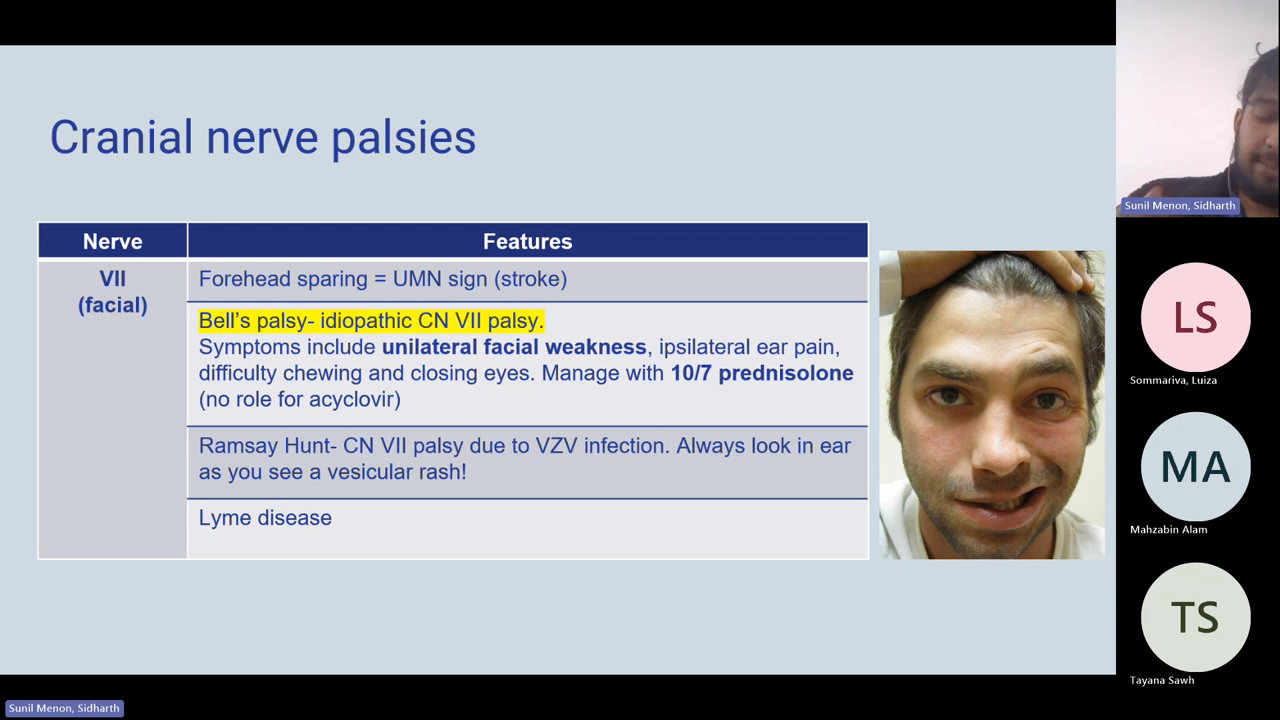 Cranial nerve palsies
Nerve
Features
VII
(facial)
Forehead sparing = UMN sign (stroke)
Bell’s palsy- idiopathic CN VII palsy.
Symptoms include unilateral facial weakness, ipsilateral ear pain,
difficulty chewing and closing eyes. Manage with 10/7 prednisolone
(no role for acyclovir)
Ramsay Hunt- CN VII palsy due to VZV infection. Always look in ear
as you see a vesicular rash!
Lyme disease
Sunil Menon, Sidharth
LS
Sommariva, Luiza
MA
Mahzabin Alam
TS
Tayana Sawh
Sunil Menon, Sidharth